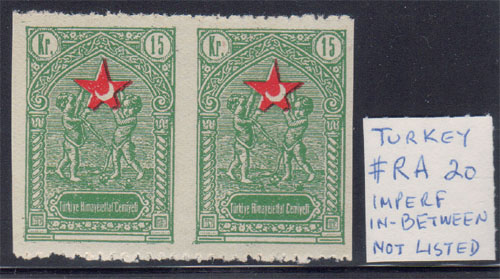 Kr. 15 Kr. 15
Türkiye Himayeietfal Cemiyeti Türkiye Himayeietfal Cemiyeti
TURKEY
#RA 20
IMPERF
IN-BETWEEN
NOT LISTED